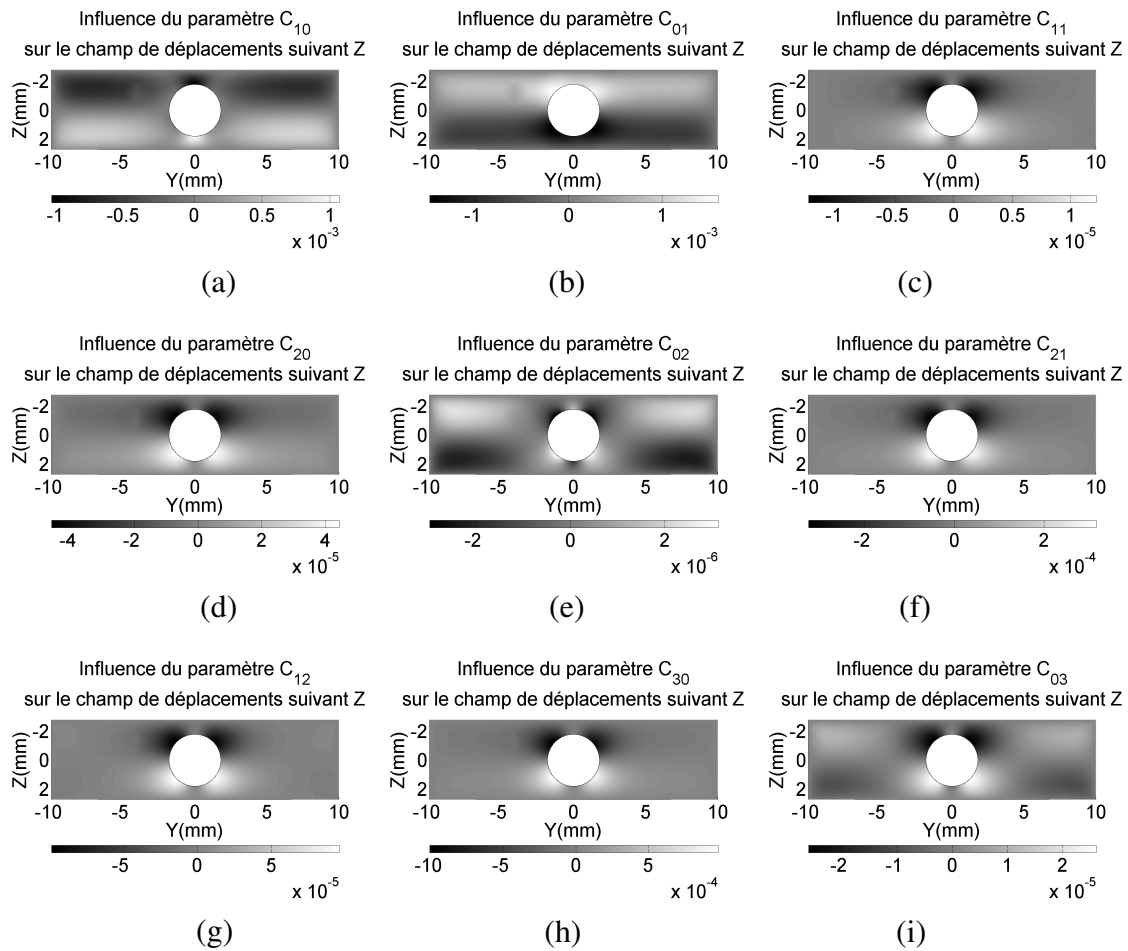 Influence du paramètre C10
sur le champ de déplacements suivant Z
Z(mm)
-2
0
2
-10 -5 0 5 10
Y(mm)
-1 -0.5 0 0.5 1
x 10-3
(a)
Influence du paramètre C01
sur le champ de déplacements suivant Z
Z(mm)
-2
0
2
-10 -5 0 5 10
Y(mm)
-1 0 1
x 10-3
(b)
Influence du paramètre C11
sur le champ de déplacements suivant Z
Z(mm)
-2
0
2
-10 -5 0 5 10
Y(mm)
-1 -0.5 0 0.5 1
x 10-5
(c)
Influence du paramètre C20
sur le champ de déplacements suivant Z
Z(mm)
-2
0
2
-10 -5 0 5 10
Y(mm)
-4 -2 0 2 4
x 10-5
(d)
Influence du paramètre C02
sur le champ de déplacements suivant Z
Z(mm)
-2
0
2
-10 -5 0 5 10
Y(mm)
-2 0 2
x 10-6
(e)
Influence du paramètre C21
sur le champ de déplacements suivant Z
Z(mm)
-2
0
2
-10 -5 0 5 10
Y(mm)
-2 0 2
x 10-4
(f)
Influence du paramètre C12
sur le champ de déplacements suivant Z
Z(mm)
-2
0
2
-10 -5 0 5 10
Y(mm)
-5 0 5
x 10-5
(g)
Influence du paramètre C30
sur le champ de déplacements suivant Z
Z(mm)
-2
0
2
-10 -5 0 5 10
Y(mm)
-10 -5 0 5
x 10-4
(h)
Influence du paramètre C03
sur le champ de déplacements suivant Z
Z(mm)
-2
0
2
-10 -5 0 5 10
Y(mm)
-2 -1 0 1 2
x 10-5
(i)